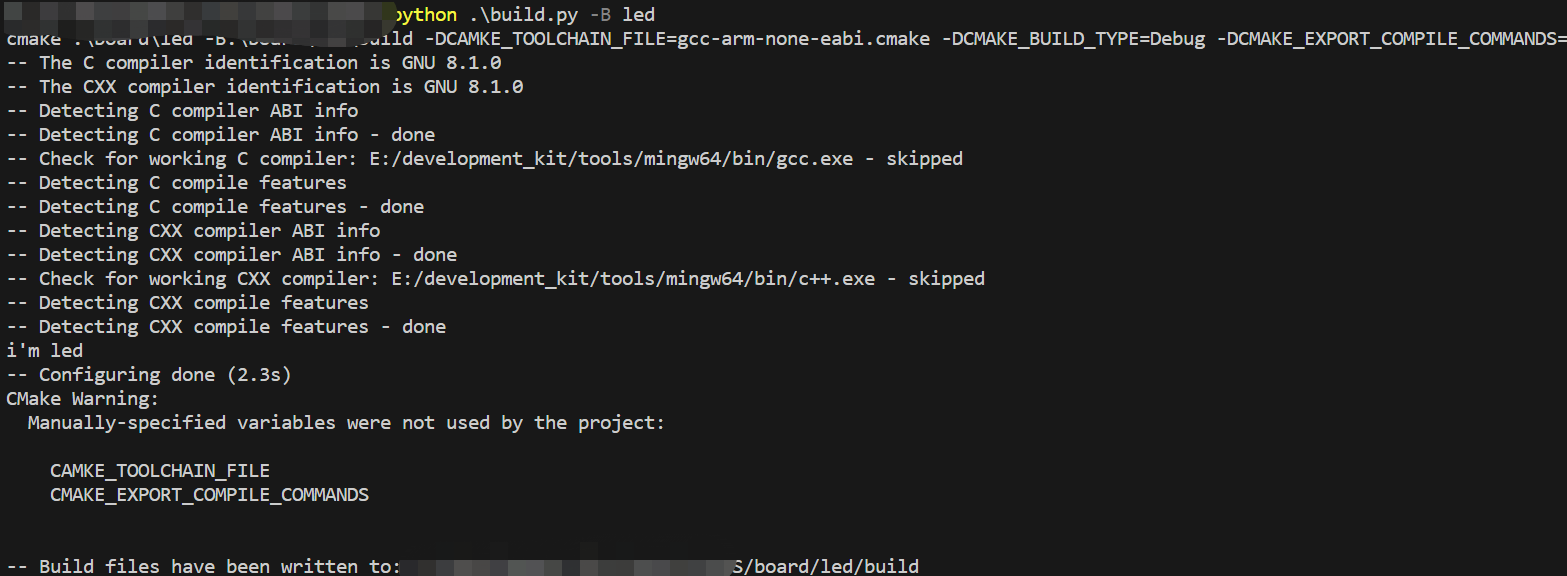 python .\build.py -B led
cmake .\board\led -B.\board\ \build -DCAMKE_TOOLCHAIN_FILE=gcc-arm-none-eabi.cmake -DCMAKE_BUILD_TYPE=Debug -DCMAKE_EXPORT_COMPILE_COMMANDS=
-- The C compiler identification is GNU 8.1.0
-- The CXX compiler identification is GNU 8.1.0
-- Detecting C compiler ABI info
-- Detecting C compiler ABI info - done
-- Check for working C compiler: E:/development_kit/tools/mingw64/bin/gcc.exe - skipped
-- Detecting C compile features
-- Detecting C compile features - done
-- Detecting CXX compiler ABI info
-- Detecting CXX compiler ABI info - done
-- Check for working CXX compiler: E:/development_kit/tools/mingw64/bin/c++.exe - skipped
-- Detecting CXX compile features
-- Detecting CXX compile features - done
i'm led
-- Configuring done (2.3s)
CMake Warning:
Manually-specified variables were not used by the project:
CAMKE_TOOLCHAIN_FILE
CMAKE_EXPORT_COMPILE_COMMANDS
-- Build files have been written to: S/board/led/build